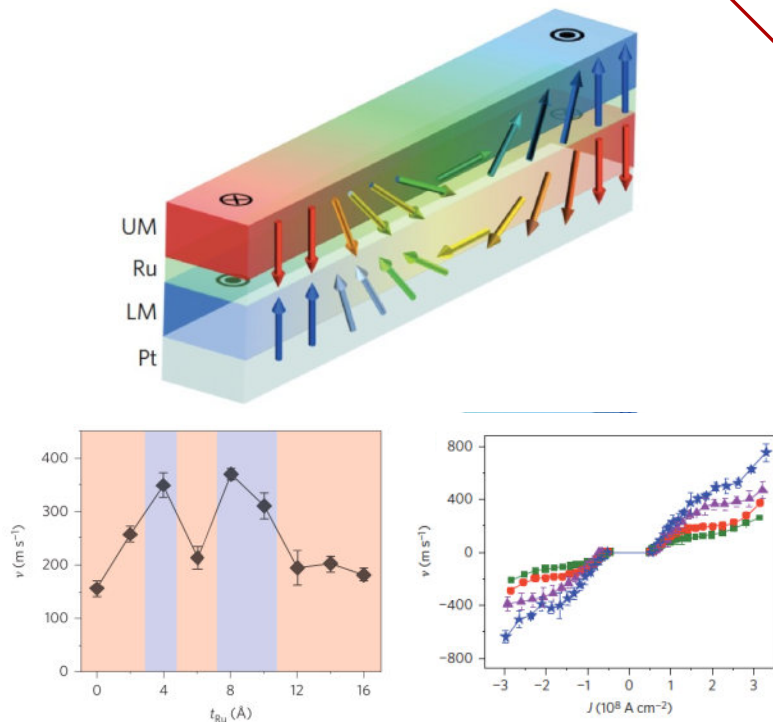 UM
Ru
LM
Pt
400
300
200
100
0
v (m s⁻¹)
0 4 8 12 16
t_Ru (Å)
800
400
0
−400
−800
v (m s⁻¹)
−3 −2 −1 0 1 2 3
J (10⁸ A cm⁻²)